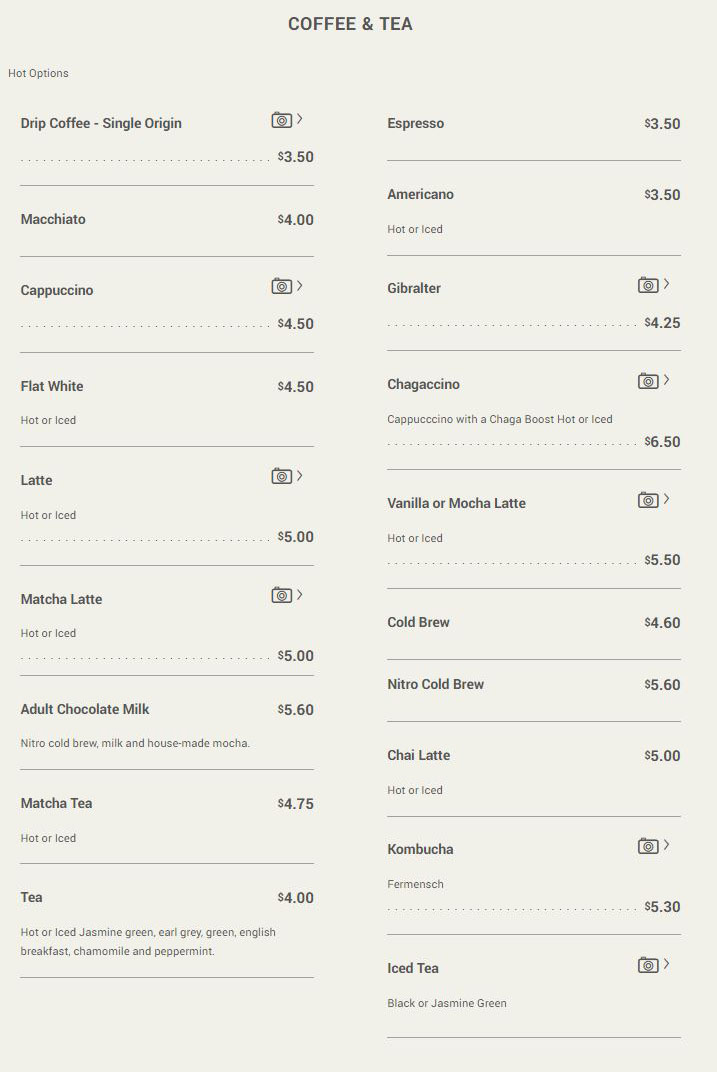 COFFEE & TEA
Hot Options
Drip Coffee - Single Origin
$3.50
Macchiato $4.00
Cappuccino
$4.50
Flat White $4.50
Hot or Iced
Latte
Hot or Iced
$5.00
Matcha Latte
Hot or Iced
$5.00
Adult Chocolate Milk $5.60
Nitro cold brew, milk and house-made mocha.
Matcha Tea $4.75
Hot or Iced
Tea $4.00
Hot or Iced Jasmine green, earl grey, green, english
breakfast, chamomile and peppermint.
Espresso $3.50
Americano $3.50
Hot or Iced
Gibralter
$4.25
Chagaccino
Cappucccino with a Chaga Boost Hot or Iced
$6.50
Vanilla or Mocha Latte
Hot or Iced
$5.50
Cold Brew $4.60
Nitro Cold Brew $5.60
Chai Latte $5.00
Hot or Iced
Kombucha
Fermensch
$5.30
Iced Tea
Black or Jasmine Green